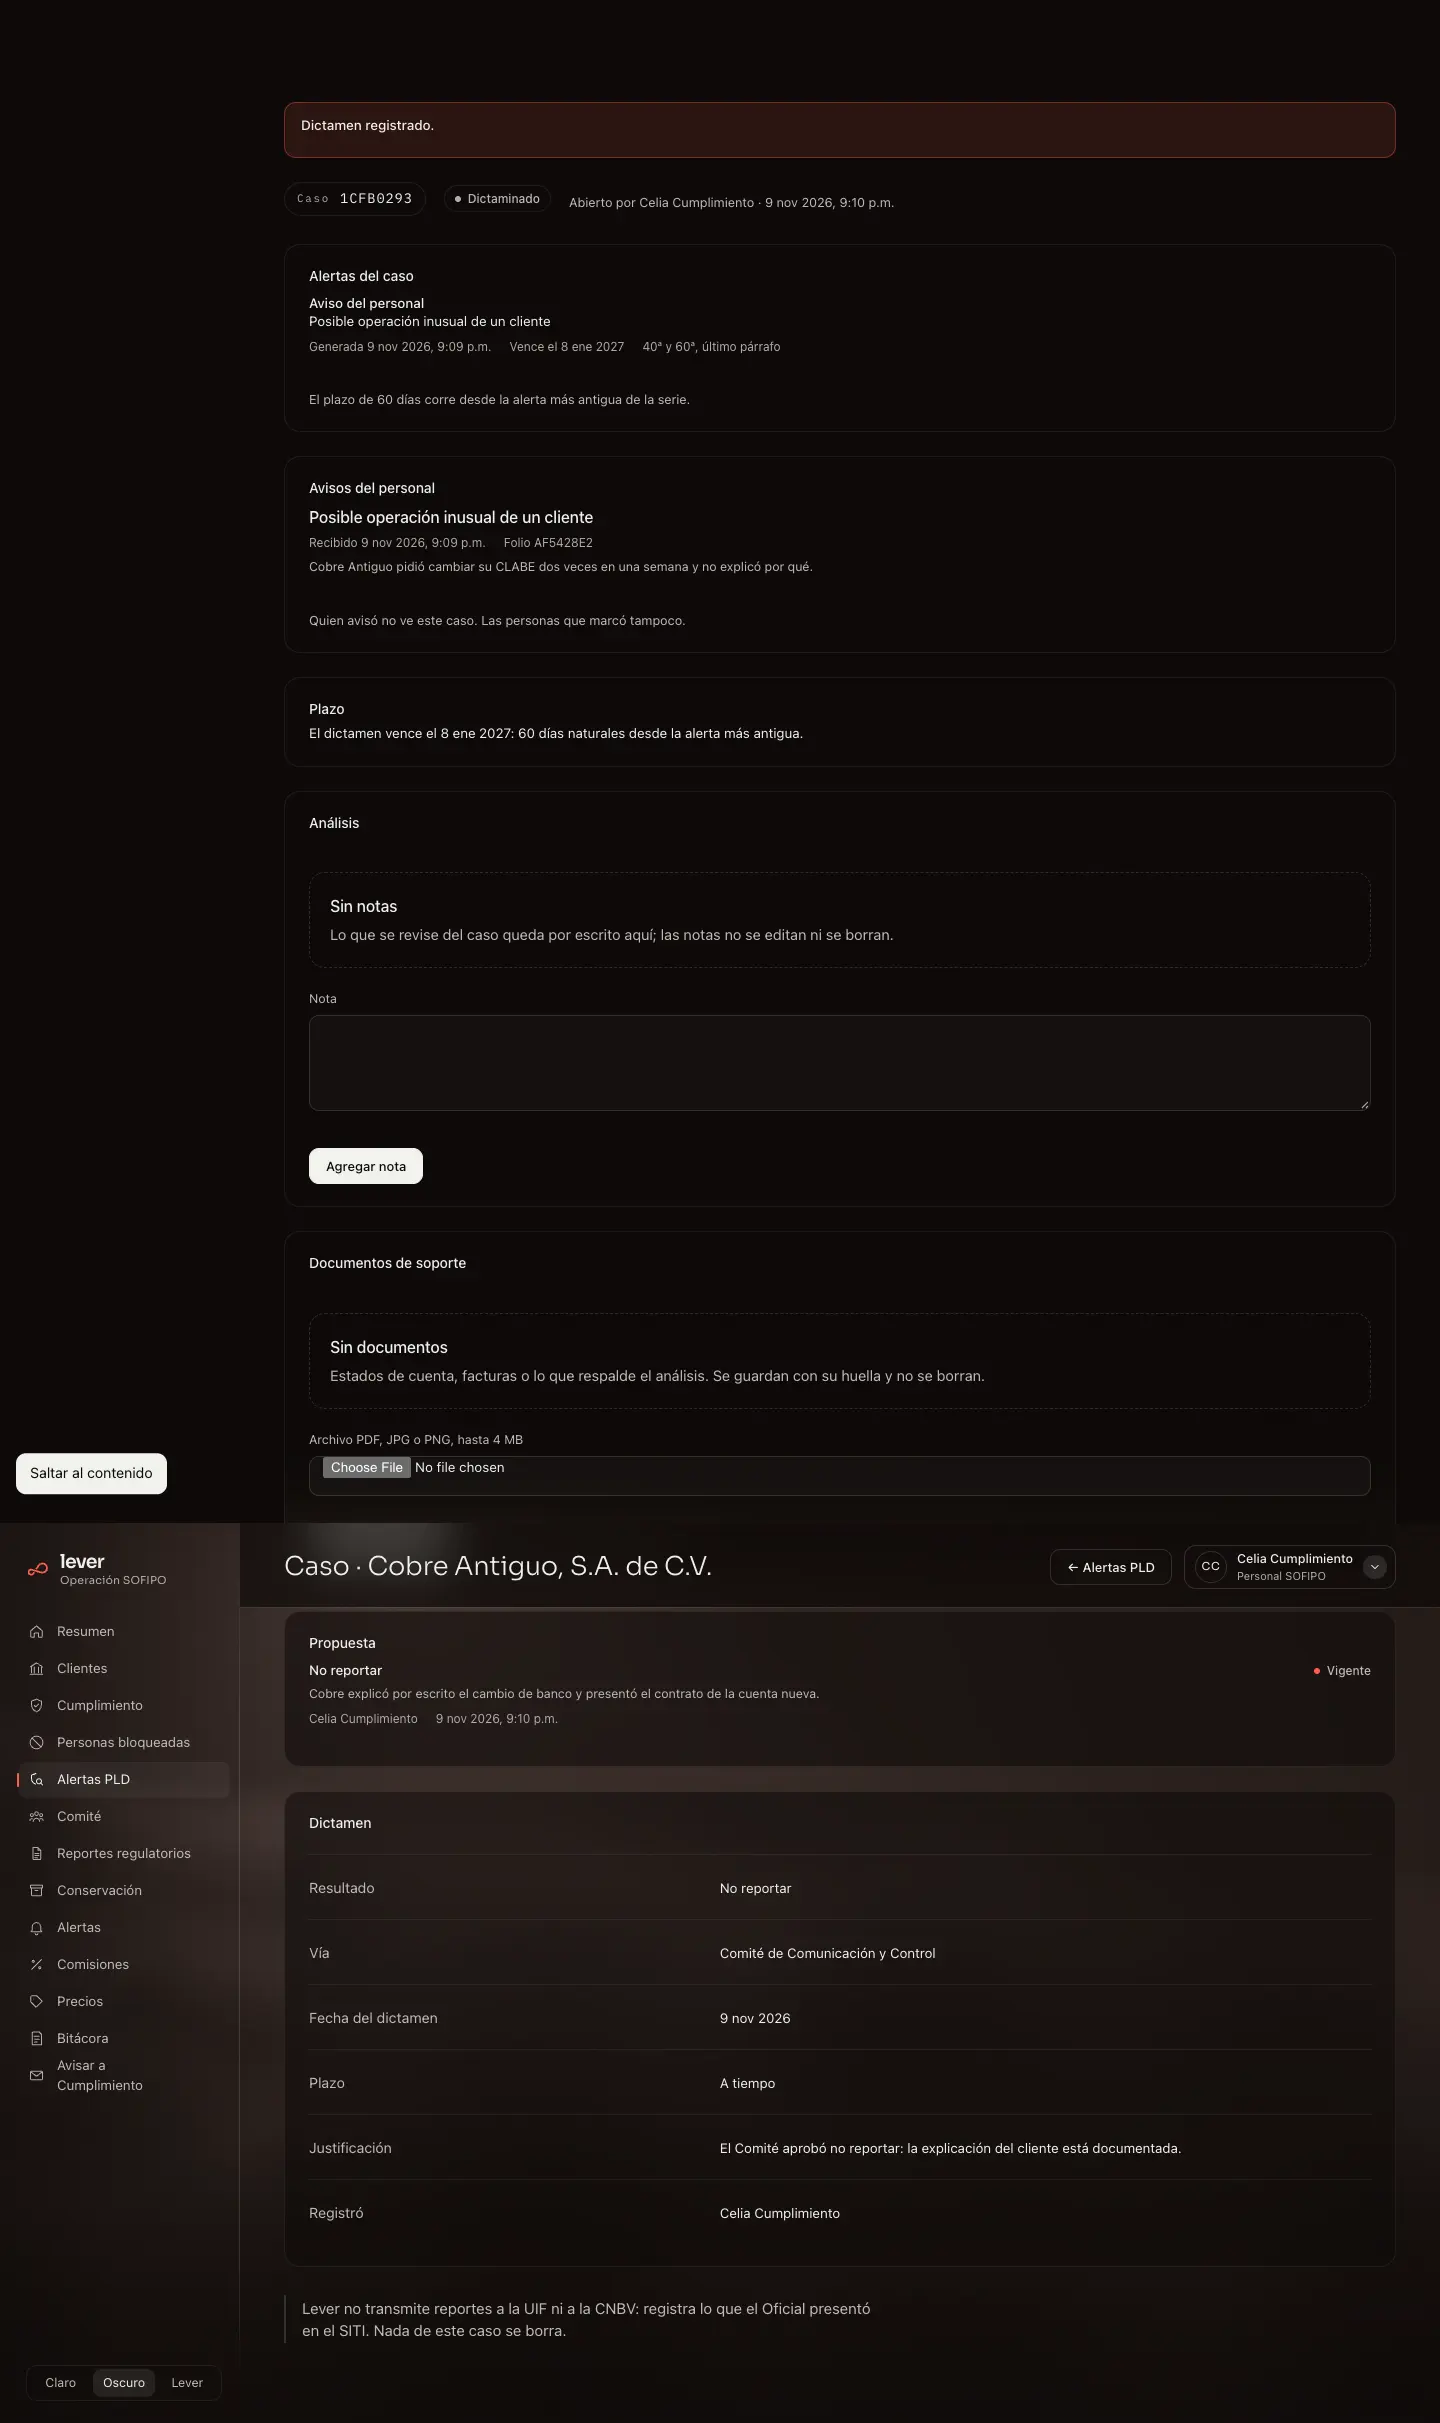 Dictamen registrado.
Caso 1CFB0293
Dictaminado
Abierto por Celia Cumplimiento · 9 nov 2026, 9:10 p.m.
Alertas del caso
Aviso del personal
Posible operación inusual de un cliente
Generada 9 nov 2026, 9:09 p.m. Vence el 8 ene 2027 40ª y 60ª, último párrafo
El plazo de 60 días corre desde la alerta más antigua de la serie.
Avisos del personal
Posible operación inusual de un cliente
Recibido 9 nov 2026, 9:09 p.m. Folio AF5428E2
Cobre Antiguo pidió cambiar su CLABE dos veces en una semana y no explicó por qué.
Quien avisó no ve este caso. Las personas que marcó tampoco.
Plazo
El dictamen vence el 8 ene 2027: 60 días naturales desde la alerta más antigua.
Análisis
Sin notas
Lo que se revise del caso queda por escrito aquí; las notas no se editan ni se borran.
Nota
Agregar nota
Documentos de soporte
Sin documentos
Estados de cuenta, facturas o lo que respalde el análisis. Se guardan con su huella y no se borran.
Archivo PDF, JPG o PNG, hasta 4 MB
Choose File No file chosen
Saltar al contenido
lever
Operación SOFIPO
Resumen
Clientes
Cumplimiento
Personas bloqueadas
Alertas PLD
Comité
Reportes regulatorios
Conservación
Alertas
Comisiones
Precios
Bitácora
Avisar a
Cumplimiento
Claro Oscuro Lever
Caso · Cobre Antiguo, S.A. de C.V.
← Alertas PLD
CC
Celia Cumplimiento
Personal SOFIPO
Propuesta
No reportar
Vigente
Cobre explicó por escrito el cambio de banco y presentó el contrato de la cuenta nueva.
Celia Cumplimiento 9 nov 2026, 9:10 p.m.
Dictamen
Resultado No reportar
Vía Comité de Comunicación y Control
Fecha del dictamen 9 nov 2026
Plazo A tiempo
Justificación El Comité aprobó no reportar: la explicación del cliente está documentada.
Registró Celia Cumplimiento
Lever no transmite reportes a la UIF ni a la CNBV: registra lo que el Oficial presentó
en el SITI. Nada de este caso se borra.